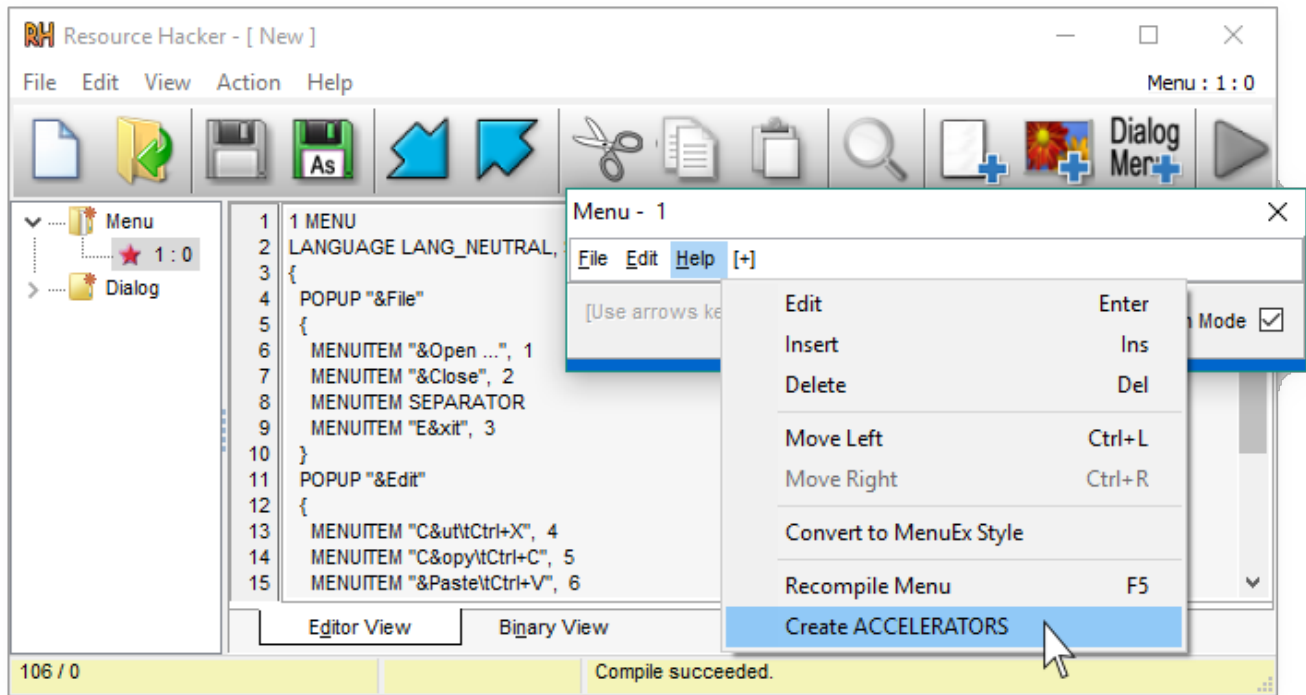 RH Resource Hacker - [ New ]
File Edit View Action Help Menu : 1 : 0
As
Dialog
Menu
Menu
1 : 0
Dialog
1 1 MENU
2 LANGUAGE LANG_NEUTRAL,
3 {
4 POPUP "&File"
5 {
6 MENUITEM "&Open ...", 1
7 MENUITEM "&Close", 2
8 MENUITEM SEPARATOR
9 MENUITEM "E&xit", 3
10 }
11 POPUP "&Edit"
12 {
13 MENUITEM "C&ut\tCtrl+X", 4
14 MENUITEM "C&opy\tCtrl+C", 5
15 MENUITEM "&Paste\tCtrl+V", 6
Menu - 1
File Edit Help [+]
[Use arrows ke
Mode
Edit Enter
Insert Ins
Delete Del
Move Left Ctrl+L
Move Right Ctrl+R
Convert to MenuEx Style
Recompile Menu F5
Create ACCELERATORS
Editor View Binary View
106 / 0 Compile succeeded.